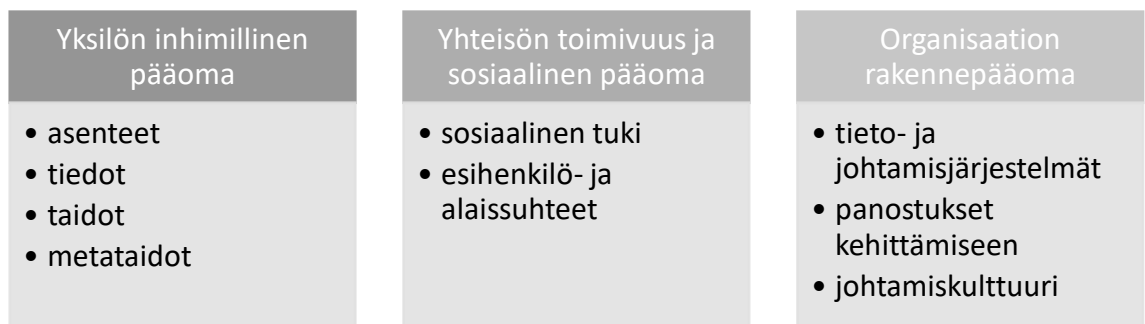 Yksilön inhimillinen
pääoma
• asenteet
• tiedot
• taidot
• metataidot
Yhteisön toimivuus ja
sosiaalinen pääoma
• sosiaalinen tuki
• esihenkilö- ja
alaissuhteet
Organisaation
rakennepääoma
• tieto- ja
johtamisjärjestelmät
• panostukset
kehittämiseen
• johtamiskulttuuri